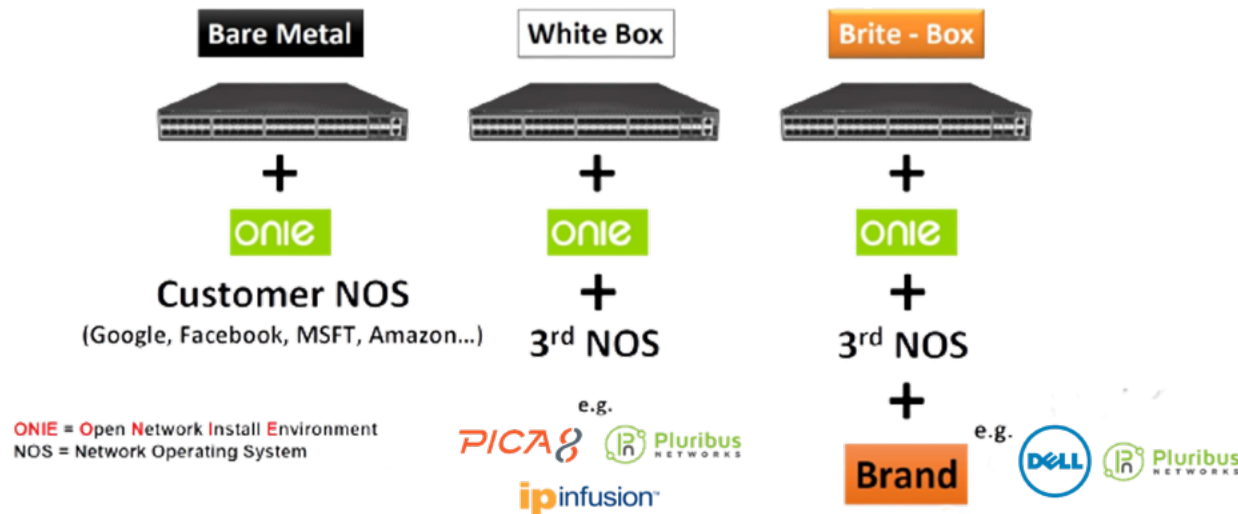 Bare Metal
White Box
Brite - Box
+
+
+
onie
onie
onie
Customer NOS
(Google, Facebook, MSFT, Amazon...)
+
3rd NOS
+
3rd NOS
+
ONIE = Open Network Install Environment
NOS = Network Operating System
e.g.
PICA8
Pluribus
NETWORKS
ipinfusion™
Brand
e.g.
DELL
Pluribus
NETWORKS